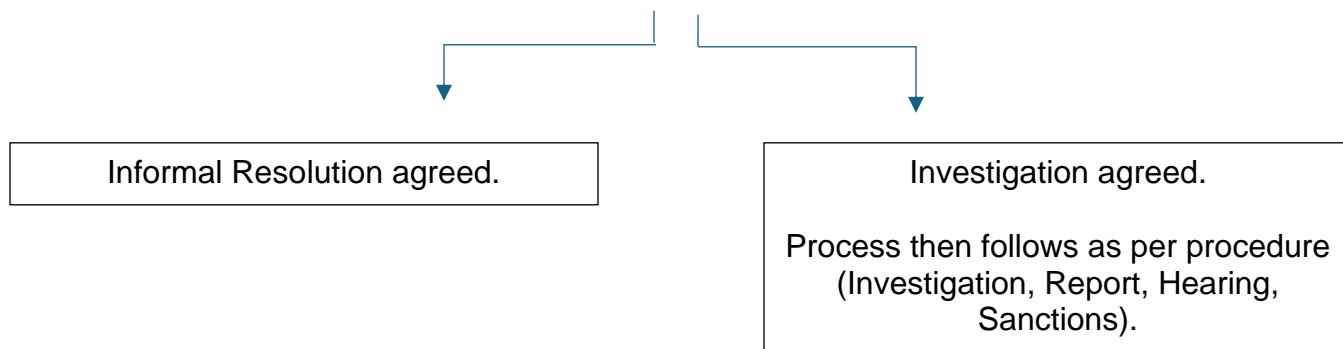 Informal Resolution agreed.
Investigation agreed.
Process then follows as per procedure
(Investigation, Report, Hearing,
Sanctions).